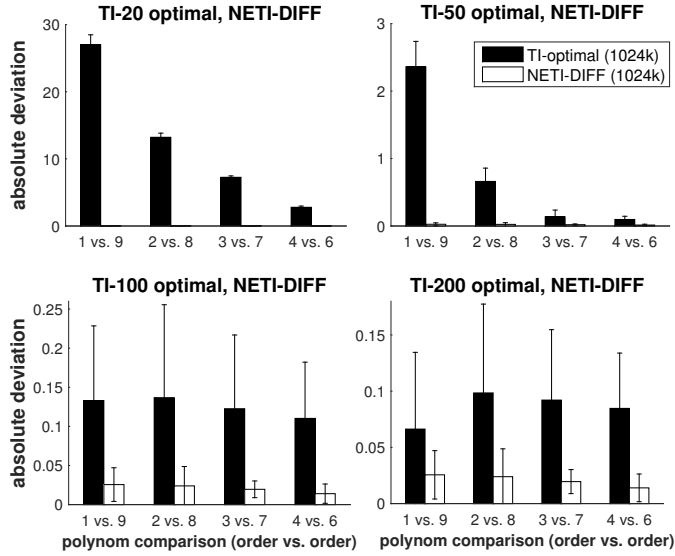 TI-20 optimal, NETI-DIFF
absolute deviation
30
20
10
0
1 vs. 9 2 vs. 8 3 vs. 7 4 vs. 6
TI-50 optimal, NETI-DIFF
3
2
1
0
TI-optimal (1024k)
NETI-DIFF (1024k)
1 vs. 9 2 vs. 8 3 vs. 7 4 vs. 6
TI-100 optimal, NETI-DIFF
absolute deviation
0.25
0.2
0.15
0.1
0.05
0
1 vs. 9 2 vs. 8 3 vs. 7 4 vs. 6
polynom comparison (order vs. order)
TI-200 optimal, NETI-DIFF
0.15
0.1
0.05
0
1 vs. 9 2 vs. 8 3 vs. 7 4 vs. 6
polynom comparison (order vs. order)